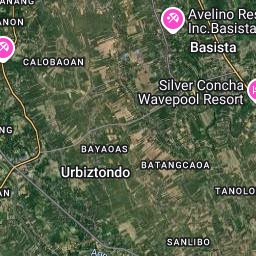 Avelino Res
Inc.Basista
Basista
CALOBAOAN
Silver Concha
Wavepool Resort
BAYAOAS
Urbiztondo
BATANGCAOA
TANOLO
SANLIBO